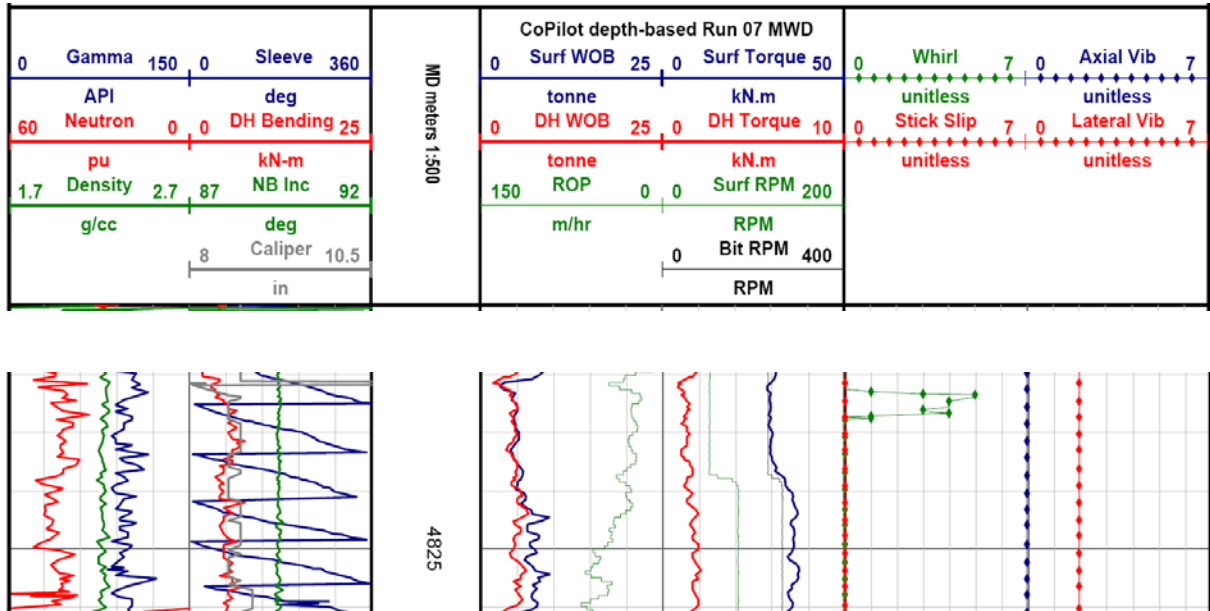 CoPilot depth-based Run 07 MWD
0 Gamma 150
API
60 Neutron 0
pu
1.7 Density 2.7
g/cc
0 Sleeve 360
deg
0 DH Bending 25
kN-m
87 NB Inc 92
deg
8 Caliper 10.5
in
MD meters 1:500
0 Surf WOB 25
tonne
0 DH WOB 25
tonne
150 ROP 0
m/hr
0 Surf Torque 50
kN.m
0 DH Torque 10
kN.m
0 Surf RPM 200
RPM
0 Bit RPM 400
RPM
0 Whirl 7
unitless
0 Stick Slip 7
unitless
0 Axial Vib 7
unitless
0 Lateral Vib 7
unitless
4825